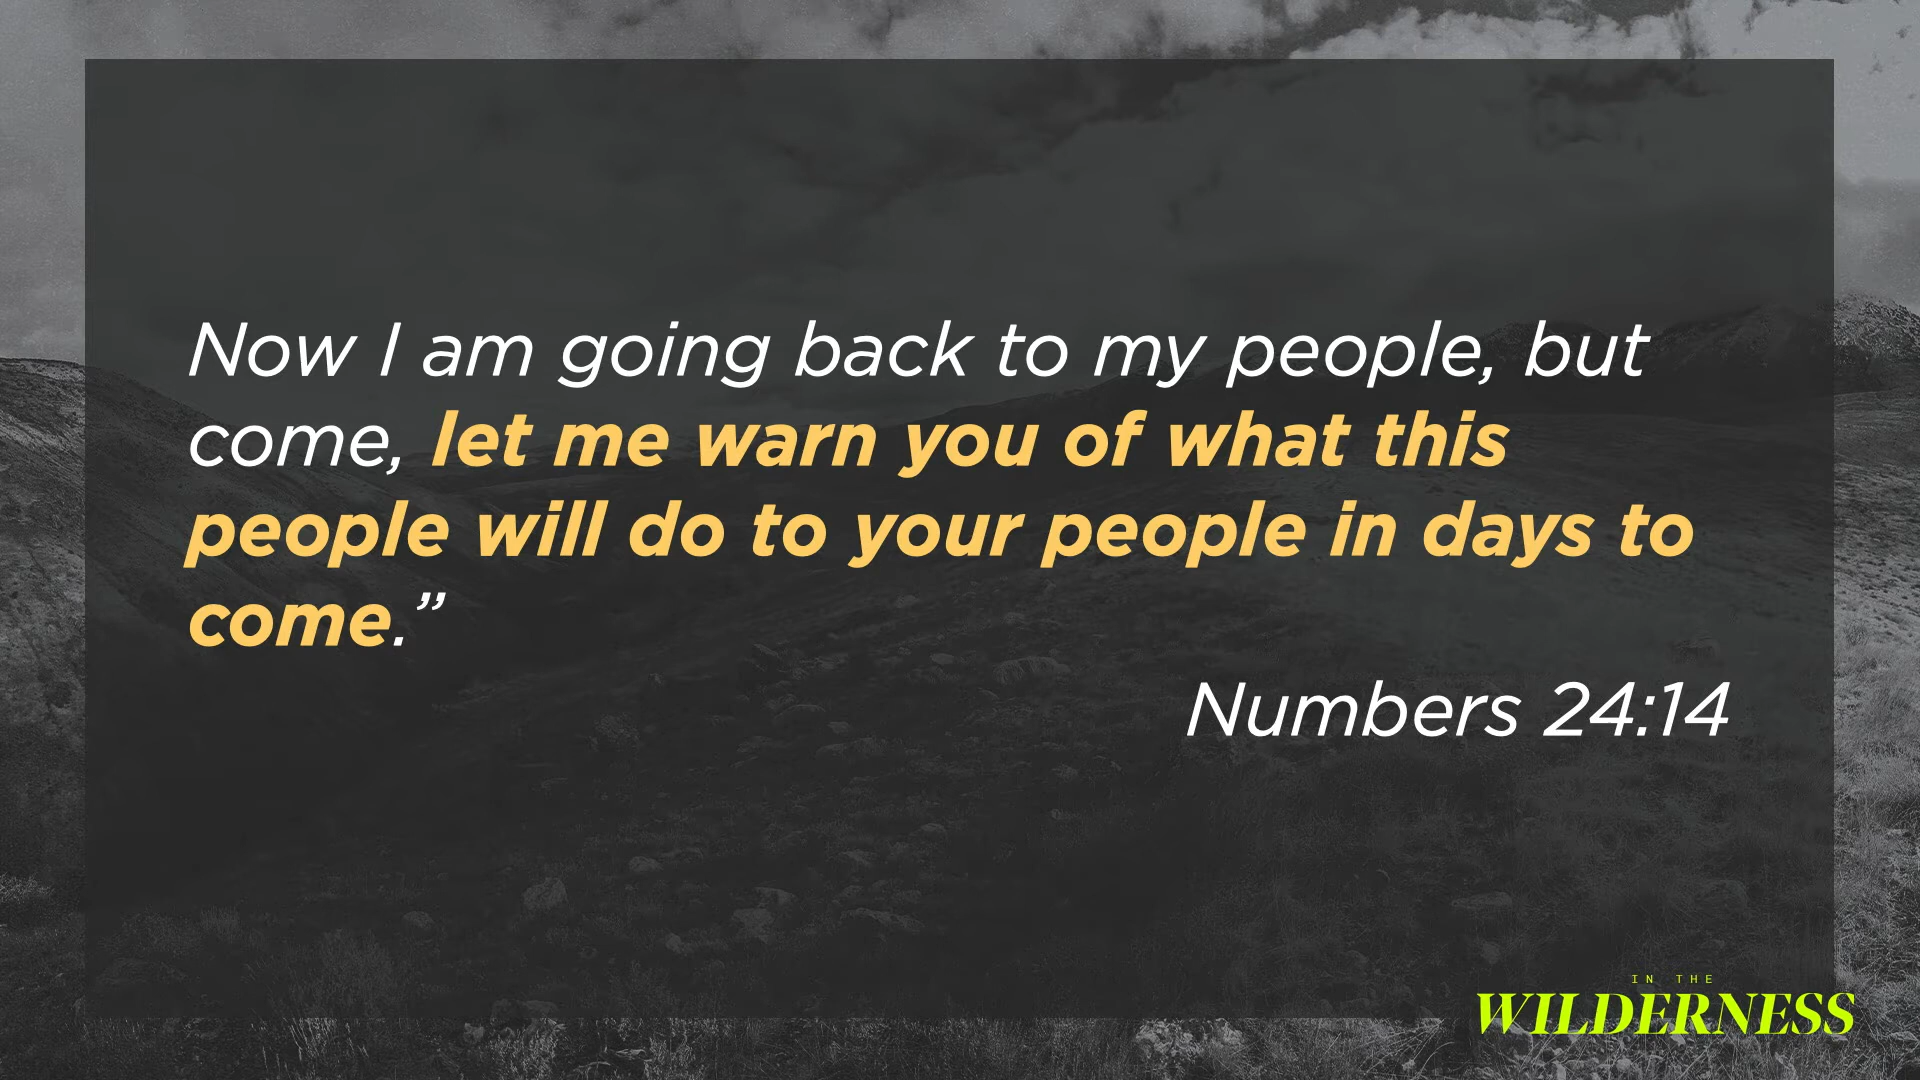 Now I am going back to my people, but
come, let me warn you of what this
people will do to your people in days to
come.”
Numbers 24:14
IN THE
WILDERNESS